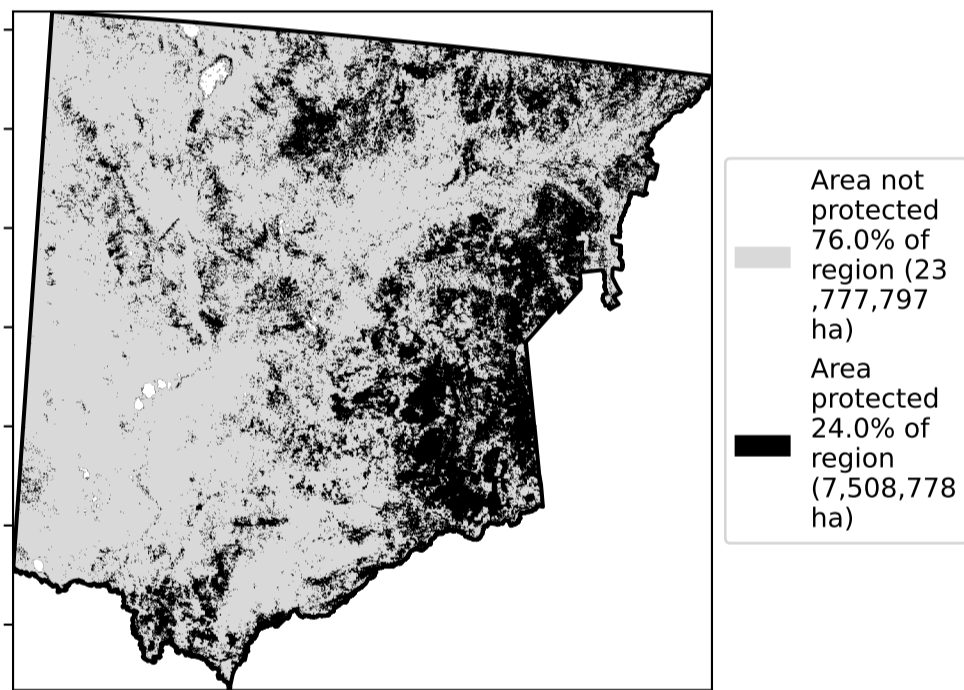 Area not
protected
76.0% of
region (23
,777,797
ha)
Area
protected
24.0% of
region
(7,508,778
ha)